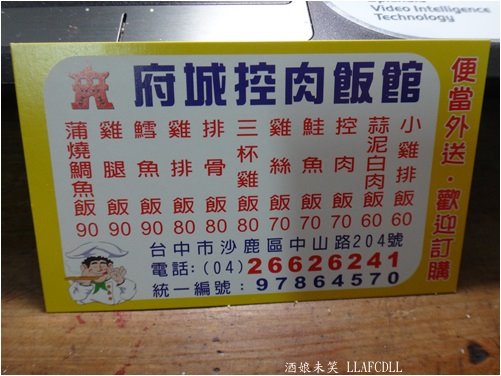 Video Intelligence
Technology
府城控肉飯館
小雞排飯60
蒜泥白肉飯60
控肉飯70
鮭魚飯70
雞絲飯70
三杯雞飯80
排骨飯80
雞排飯80
鱈魚飯90
雞腿飯90
蒲燒鯛魚飯90
便當外送・歡迎訂購
台中市沙鹿區中山路204號
電話:(04)26626241
統一編號:97864570
酒娘未笑 LLAFCDLL